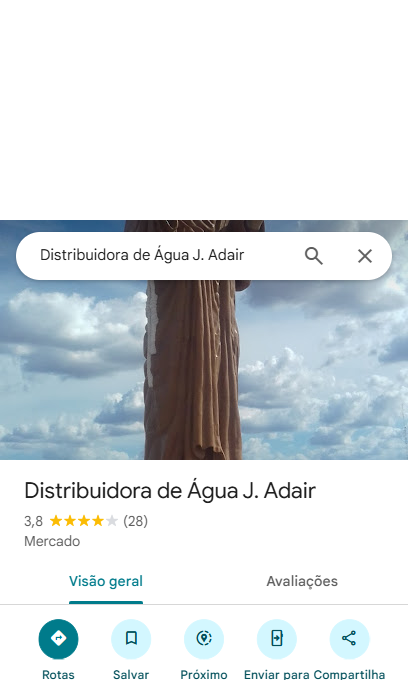 Distribuidora de Água J. Adair
Distribuidora de Água J. Adair
3,8 (28)
Mercado
Visão geral Avaliações
Rotas Salvar Próximo Enviar para Compartilha